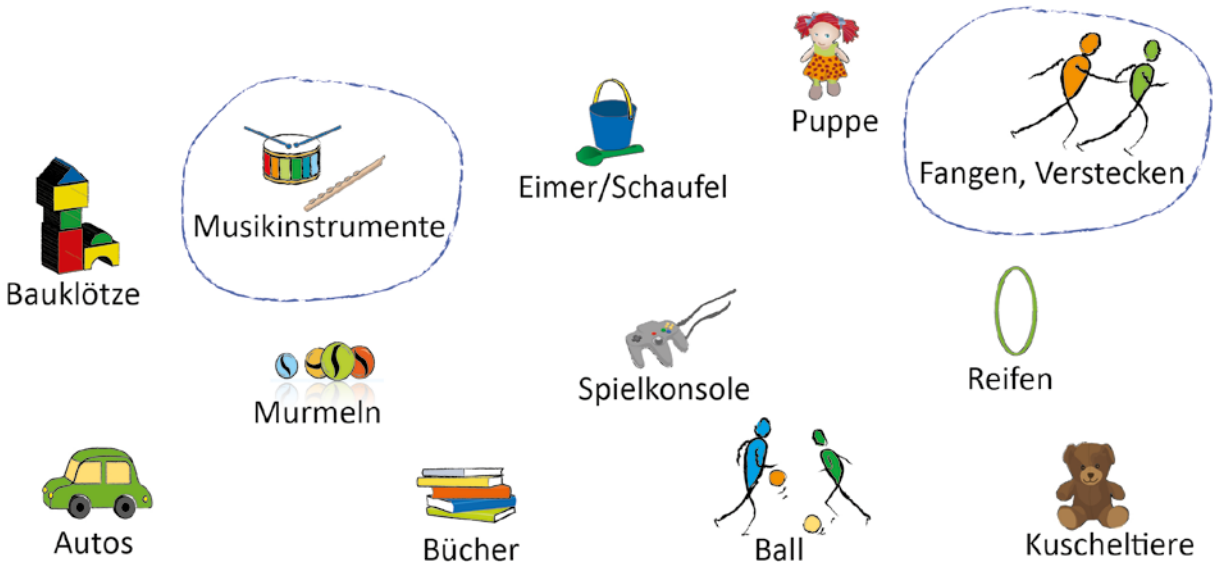 Puppe
Fangen, Verstecken
Eimer/Schaufel
Musikinstrumente
Bauklötze
Spielkonsole
Reifen
Murmeln
Autos
Bücher
Ball
Kuscheltiere